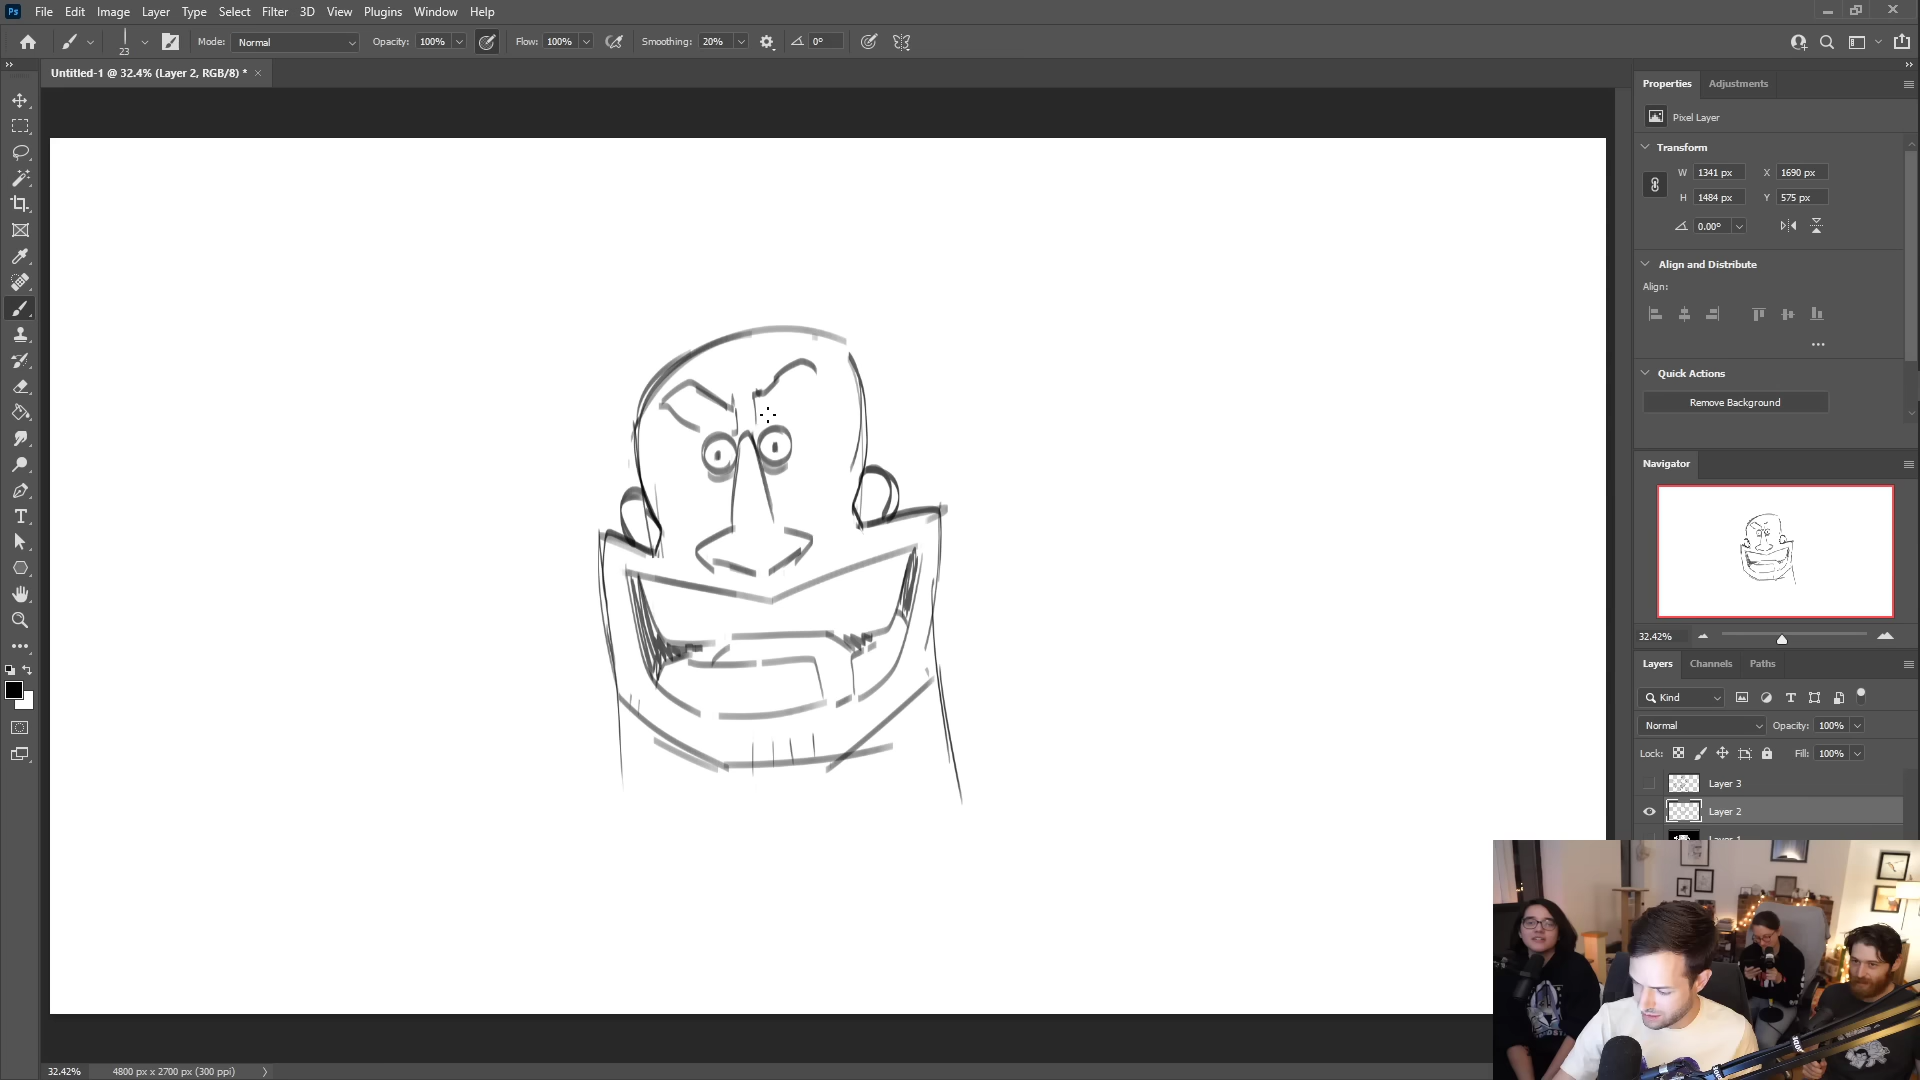 Ps File Edit Image Layer Type Select Filter 3D View Plugins Window Help
23 Mode: Normal Opacity: 100% Flow: 100% Smoothing: 20% 0°
Untitled-1 @ 32.4% (Layer 2, RGB/8) *
Properties Adjustments
Pixel Layer
Transform
W 1341 px X 1690 px
H 1484 px Y 575 px
0.00°
Align and Distribute
Align:
Quick Actions
Remove Background
Navigator
32.42%
Layers Channels Paths
Kind
Normal Opacity: 100%
Lock: Fill: 100%
Layer 3
Layer 2
Layer 1
32.42% 4800 px x 2700 px (300 ppi)